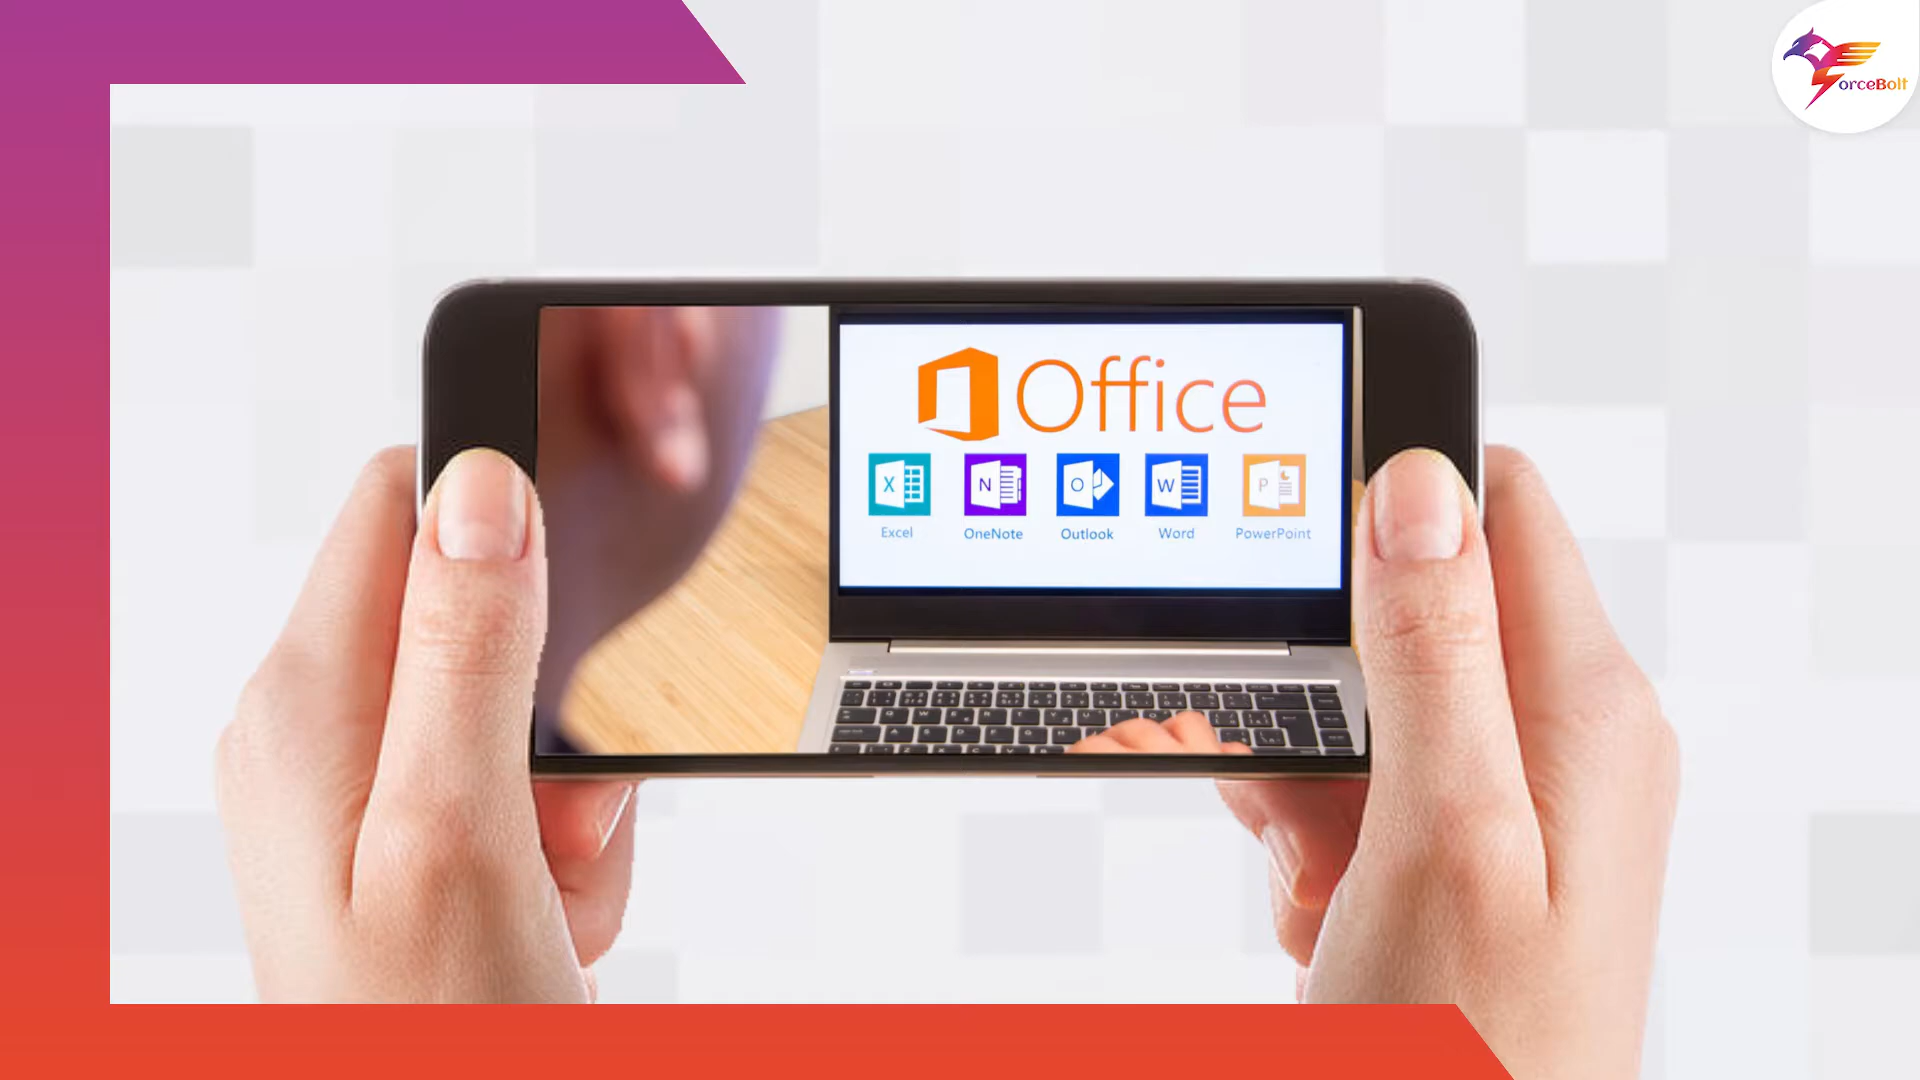 orceBolt
Office
X
N
O
W
P
Excel
OneNote
Outlook
Word
PowerPoint